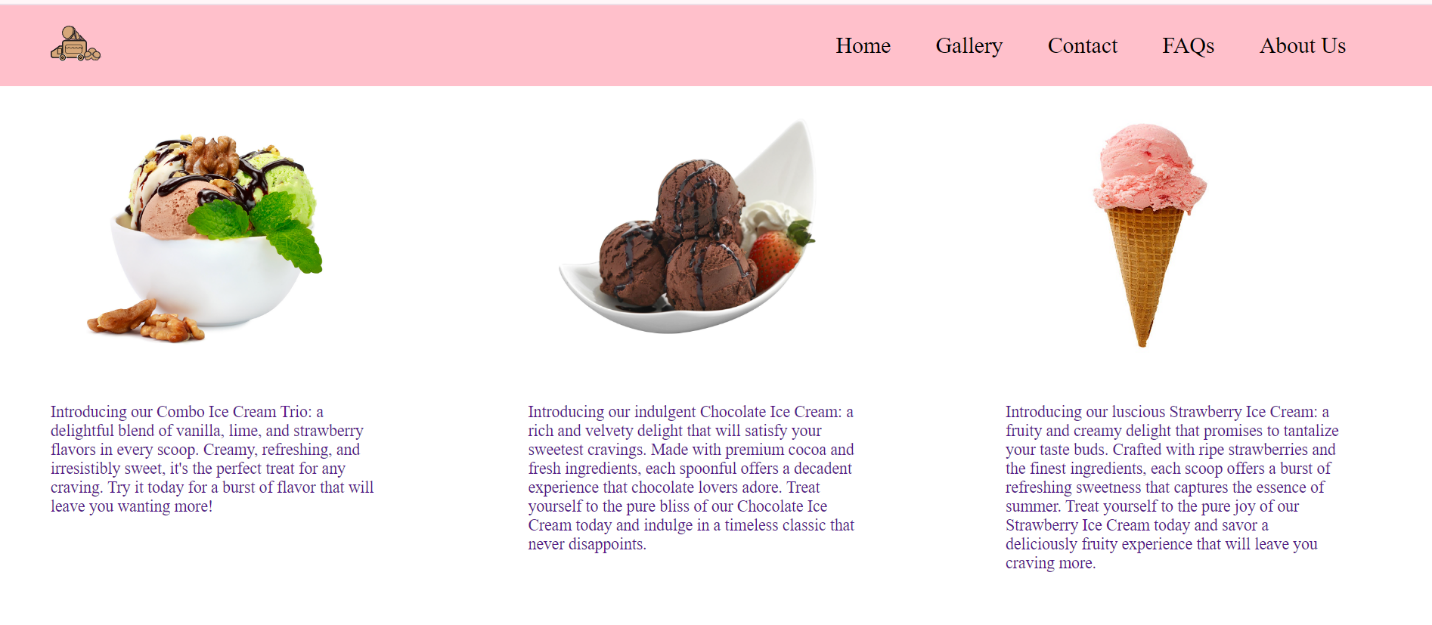 Home Gallery Contact FAQs About Us
Introducing our Combo Ice Cream Trio: a
delightful blend of vanilla, lime, and strawberry
flavors in every scoop. Creamy, refreshing, and
irresistibly sweet, it's the perfect treat for any
craving. Try it today for a burst of flavor that will
leave you wanting more!
Introducing our indulgent Chocolate Ice Cream: a
rich and velvety delight that will satisfy your
sweetest cravings. Made with premium cocoa and
fresh ingredients, each spoonful offers a decadent
experience that chocolate lovers adore. Treat
yourself to the pure bliss of our Chocolate Ice
Cream today and indulge in a timeless classic that
never disappoints.
Introducing our luscious Strawberry Ice Cream: a
fruity and creamy delight that promises to tantalize
your taste buds. Crafted with ripe strawberries and
the finest ingredients, each scoop offers a burst of
refreshing sweetness that captures the essence of
summer. Treat yourself to the pure joy of our
Strawberry Ice Cream today and savor a
deliciously fruity experience that will leave you
craving more.